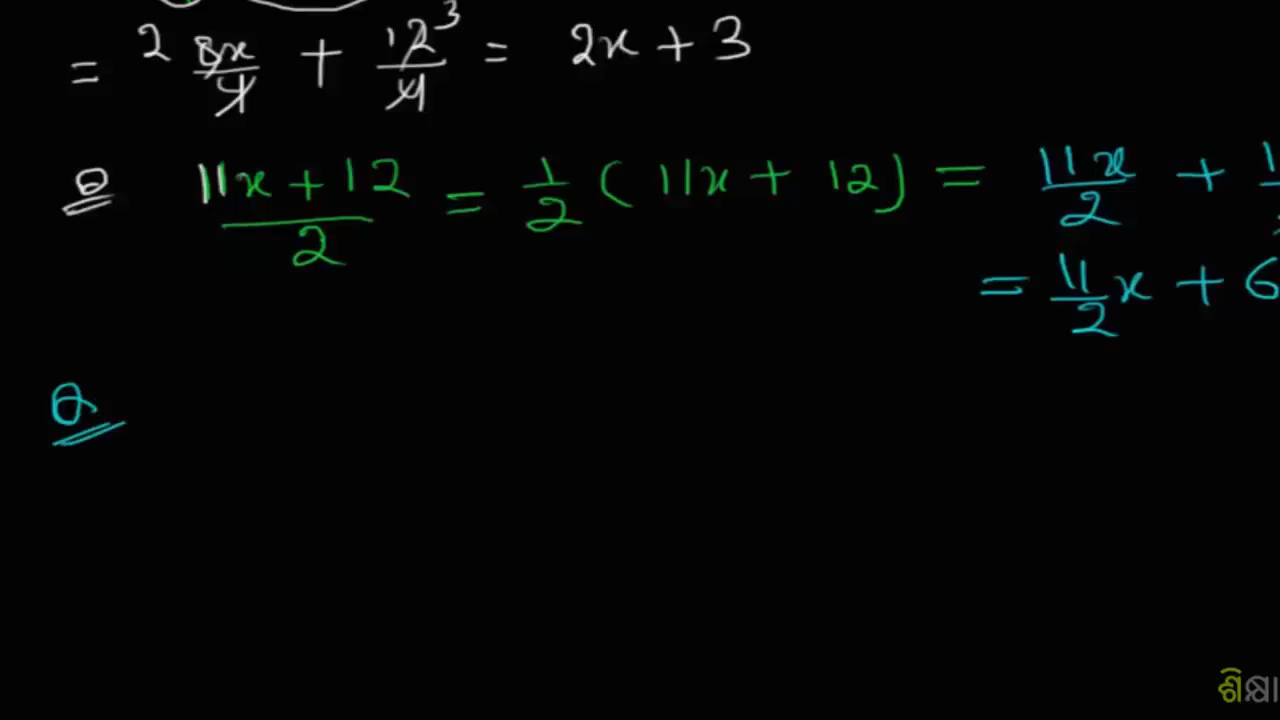 = 2 8x/4 + 12/4 3 = 2x + 3
Q 11x + 12 / 2 = 1/2 ( 11x + 12 ) = 11x/2 + 1
= 11/2 x + 6
Q
ଶିକ୍ଷା